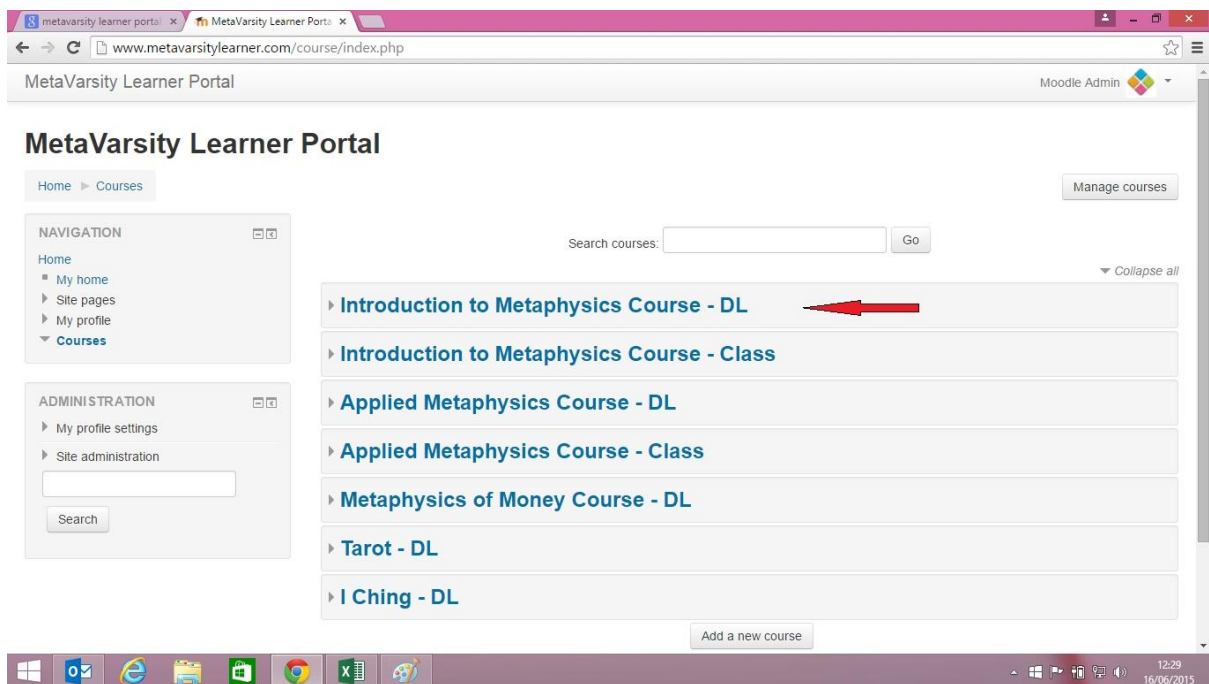 metavarsity learner portal
MetaVarsity Learner Porta
www.metavarsitylearner.com/course/index.php
MetaVarsity Learner Portal
Moodle Admin
MetaVarsity Learner Portal
Home Courses
Manage courses
NAVIGATION
Home
My home
Site pages
My profile
Courses
ADMINISTRATION
My profile settings
Site administration
Search
Search courses:
Go
Collapse all
Introduction to Metaphysics Course - DL
Introduction to Metaphysics Course - Class
Applied Metaphysics Course - DL
Applied Metaphysics Course - Class
Metaphysics of Money Course - DL
Tarot - DL
I Ching - DL
Add a new course
12:29
16/06/2015